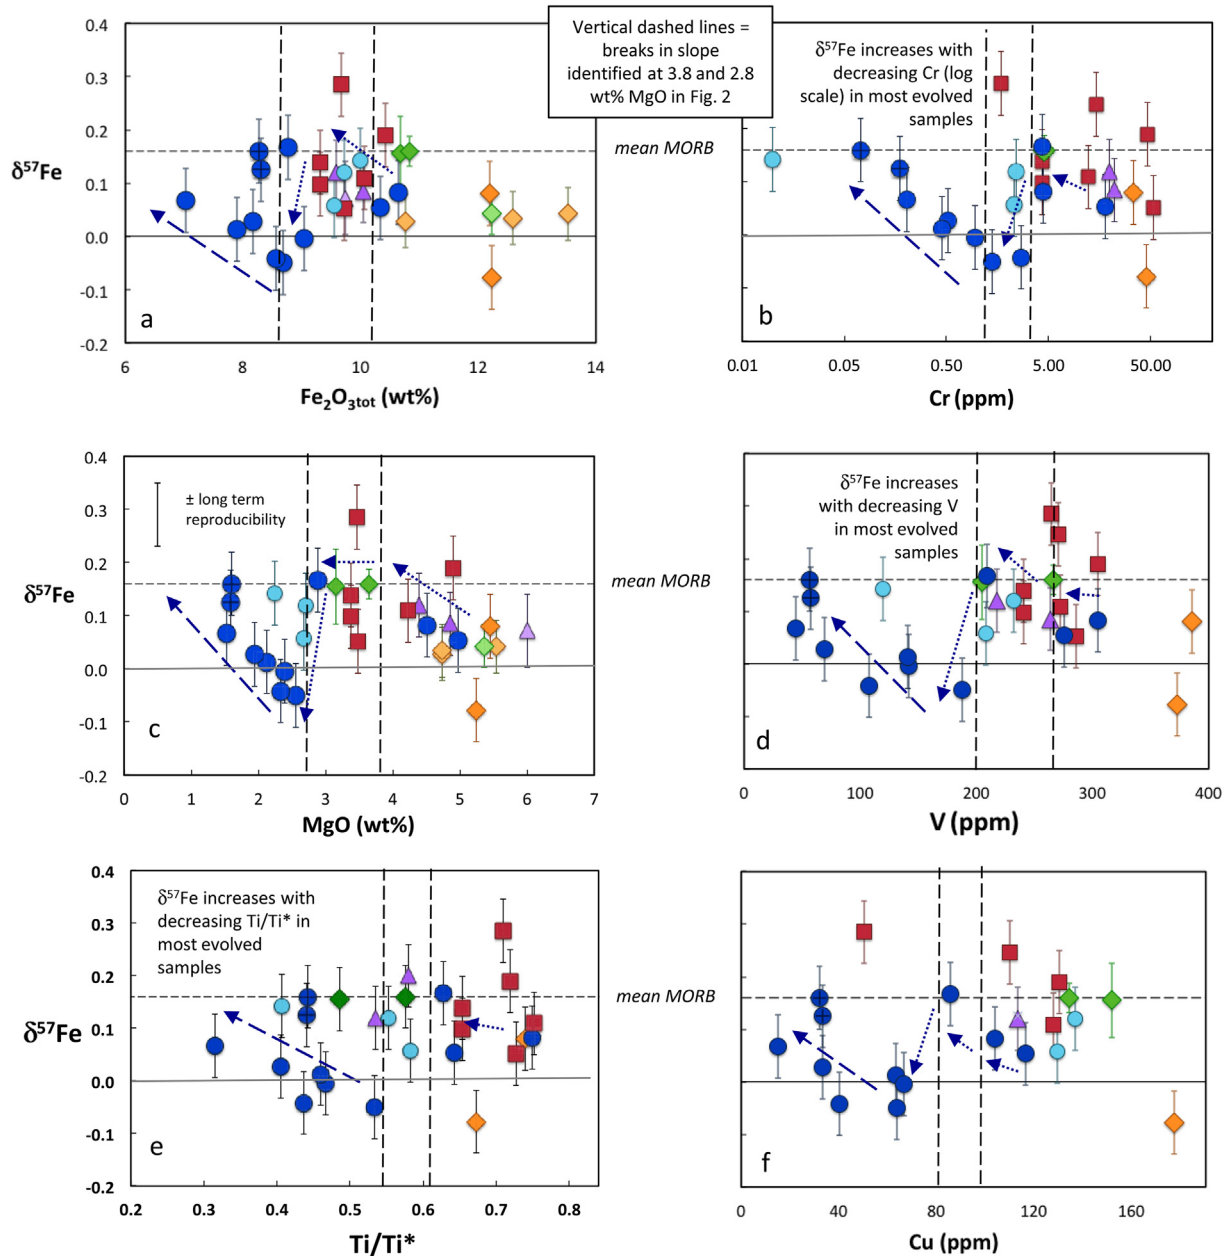 Vertical dashed lines =
breaks in slope
identified at 3.8 and 2.8
wt% MgO in Fig. 2
0.4
0.3
0.2
0.1
0.0
-0.1
-0.2
δ⁵⁷Fe
a
6
8
10
12
14
Fe₂O₃tot (wt%)
mean MORB
δ⁵⁷Fe increases with
decreasing Cr (log
scale) in most evolved
samples
b
0.01
0.05
0.50
5.00
50.00
Cr (ppm)
0.4
0.3
0.2
0.1
0.0
-0.1
-0.2
δ⁵⁷Fe
± long term
reproducibility
c
0
1
2
3
4
5
6
7
MgO (wt%)
mean MORB
δ⁵⁷Fe increases
with decreasing V
in most evolved
samples
d
0
100
200
300
400
V (ppm)
0.4
0.3
0.2
0.1
0.0
-0.1
-0.2
δ⁵⁷Fe
δ⁵⁷Fe increases with
decreasing Ti/Ti* in
most evolved
samples
e
0.2
0.3
0.4
0.5
0.6
0.7
0.8
Ti/Ti*
mean MORB
f
0
40
80
120
160
Cu (ppm)